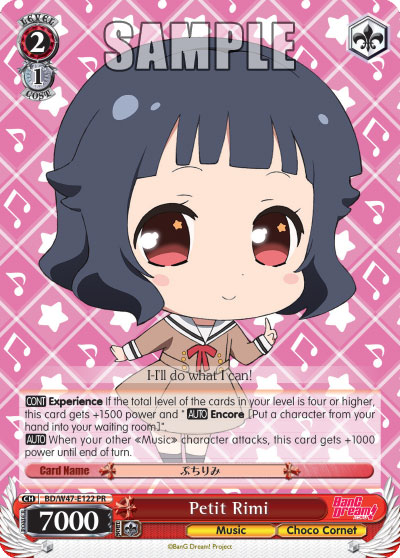 SAMPLE
LEVEL
2
1
COST
I-I'll do what I can!
CONT Experience If the total level of the cards in your level is four or higher,
this card gets +1500 power and "AUTO Encore [Put a character from your
hand into your waiting room]".
AUTO When your other «Music» character attacks, this card gets +1000
power until end of turn.
Card Name ぷちりみ
CH BD/W47-E122 PR
Petit Rimi
BanG Dream!
POWER 7000
Music Choco Cornet
©BanG Dream! Project